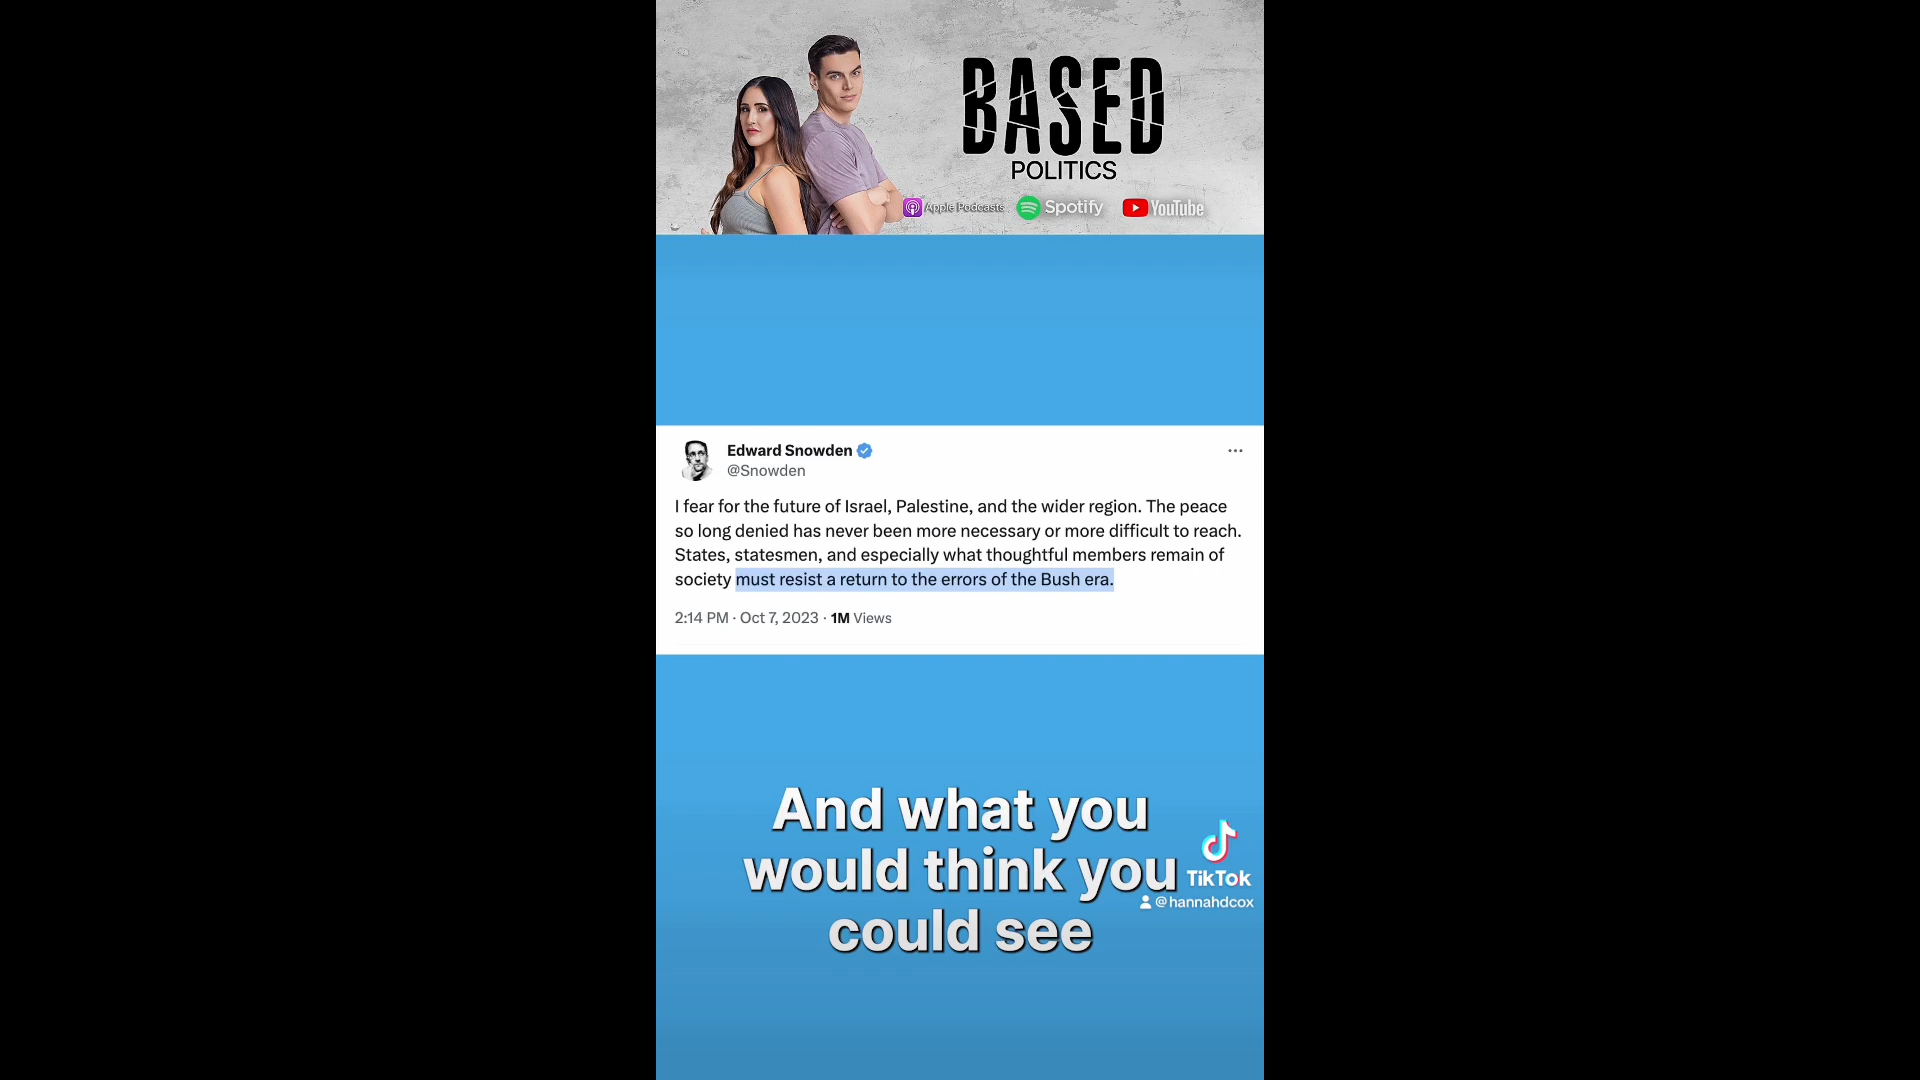 BASED
POLITICS
Apple Podcasts
Spotify
YouTube
Edward Snowden
@Snowden
I fear for the future of Israel, Palestine, and the wider region. The peace
so long denied has never been more necessary or more difficult to reach.
States, statesmen, and especially what thoughtful members remain of
society must resist a return to the errors of the Bush era.
2:14 PM · Oct 7, 2023 · 1M Views
And what you
would think you
could see
TikTok
@hannahdcox